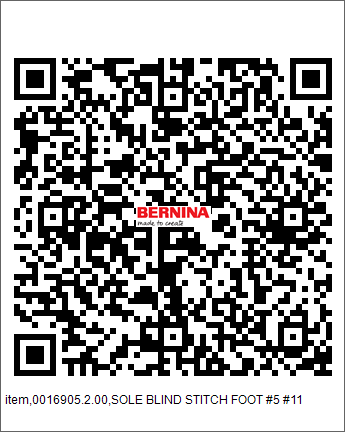 BERNINA
made to create
item,0016905.2.00,SOLE BLIND STITCH FOOT #5 #11